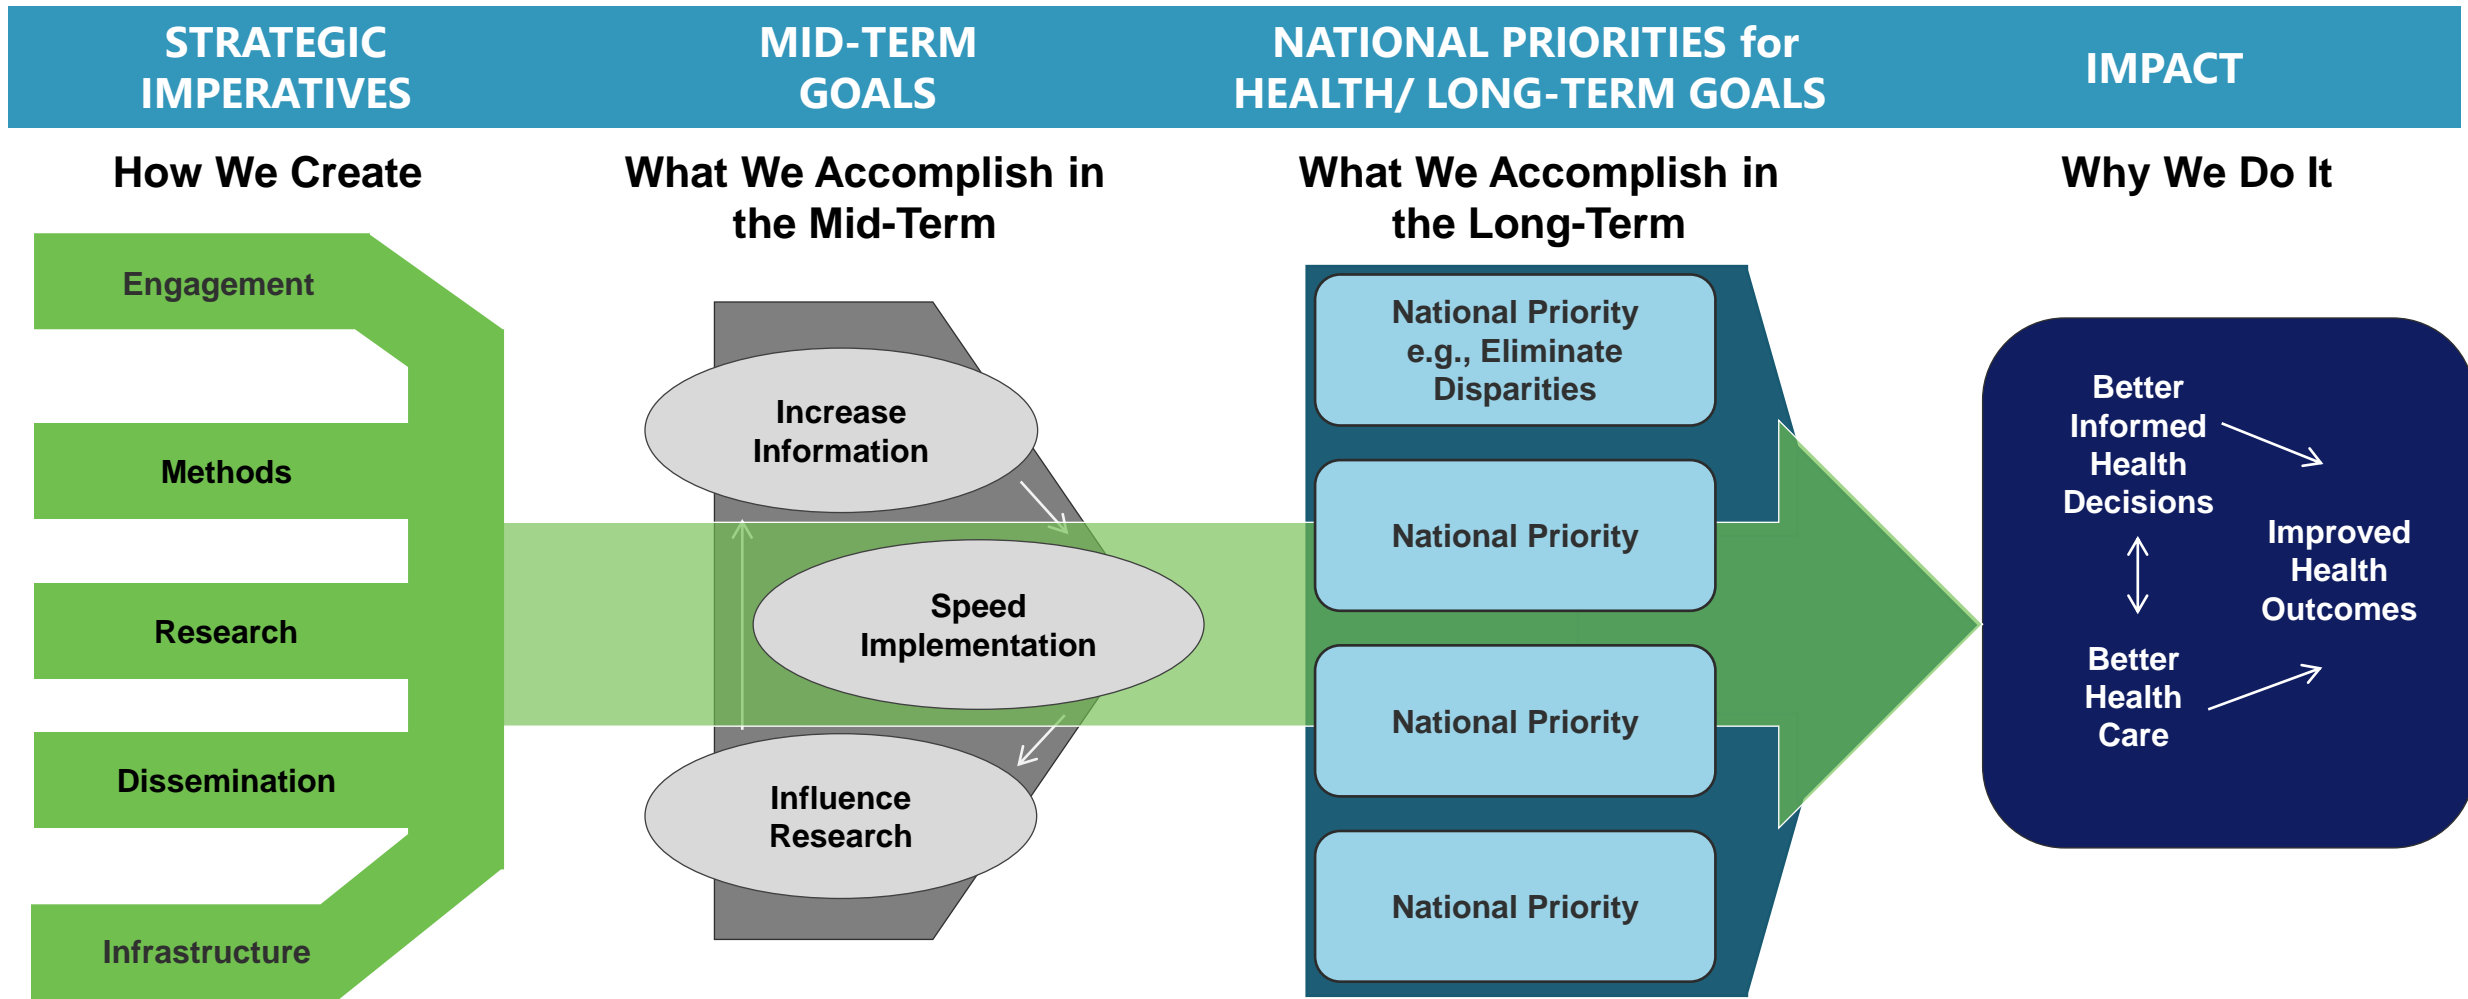 STRATEGIC
IMPERATIVES
MID-TERM
GOALS
NATIONAL PRIORITIES for
HEALTH/ LONG-TERM GOALS
IMPACT
How We Create
What We Accomplish in
the Mid-Term
What We Accomplish in
the Long-Term
Why We Do It
Engagement
Methods
Research
Dissemination
Infrastructure
Increase
Information
Speed
Implementation
Influence
Research
National Priority
e.g., Eliminate
Disparities
National Priority
National Priority
National Priority
Better
Informed
Health
Decisions
Improved
Health
Outcomes
Better
Health
Care